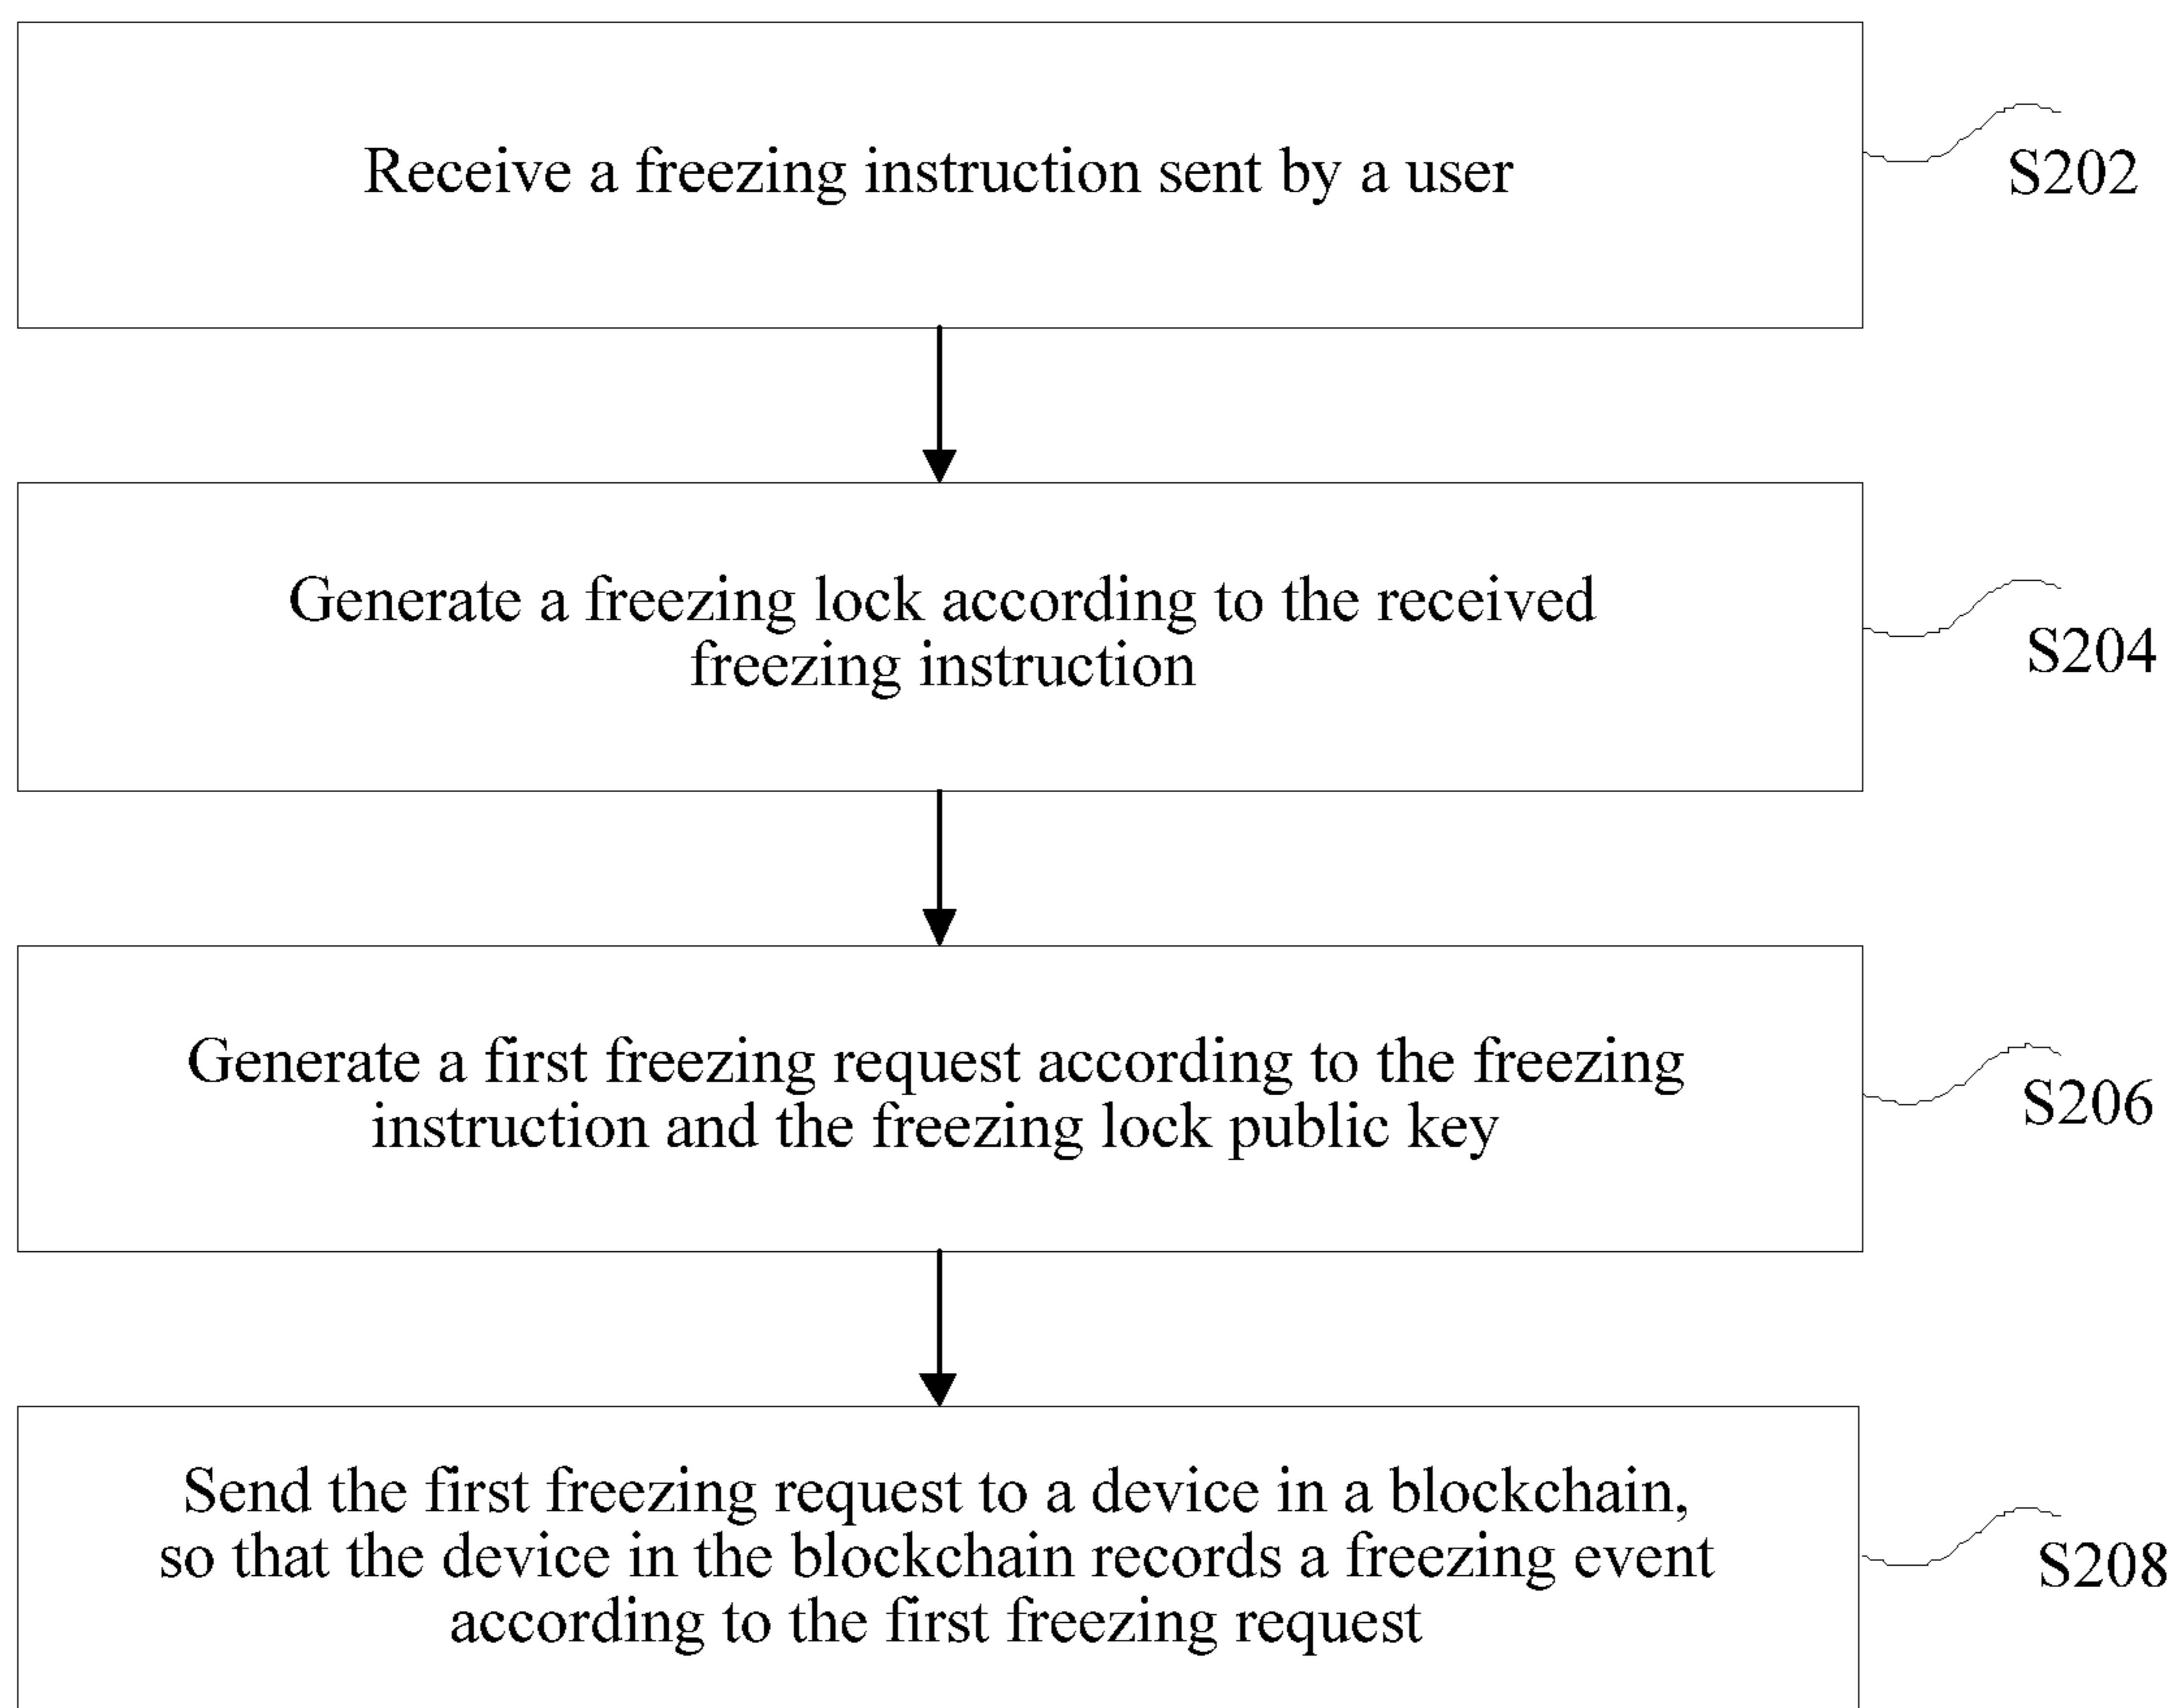 Receive a freezing instruction sent by a user
S202
Generate a freezing lock according to the received
freezing instruction
S204
Generate a first freezing request according to the freezing
instruction and the freezing lock public key
S206
Send the first freezing request to a device in a blockchain,
so that the device in the blockchain records a freezing event
according to the first freezing request
S208